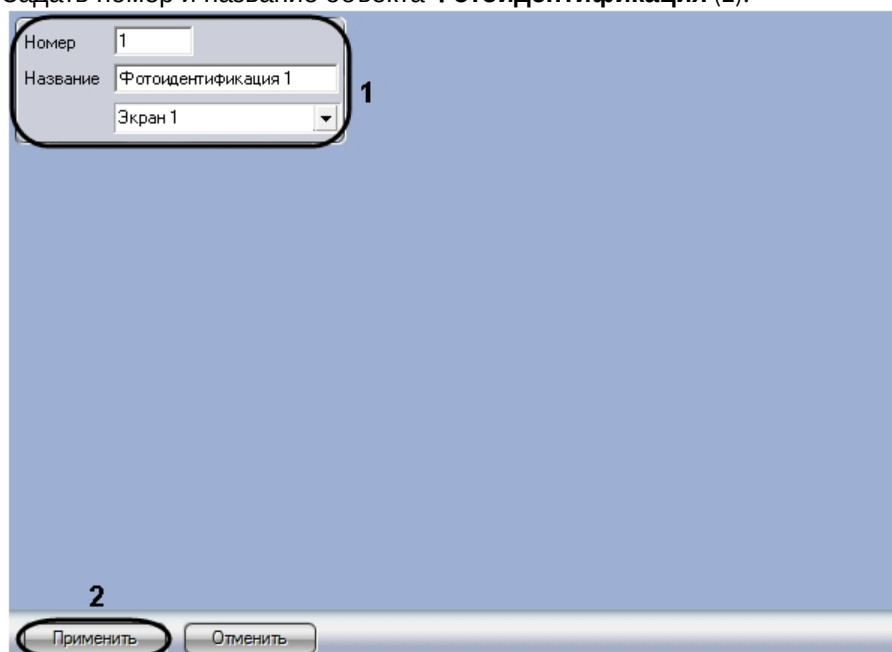 Задать номер и название объекта Фотоидентификация (1).
Номер 1
Название Фотоидентификация 1
1
Экран 1
2
Применить Отменить